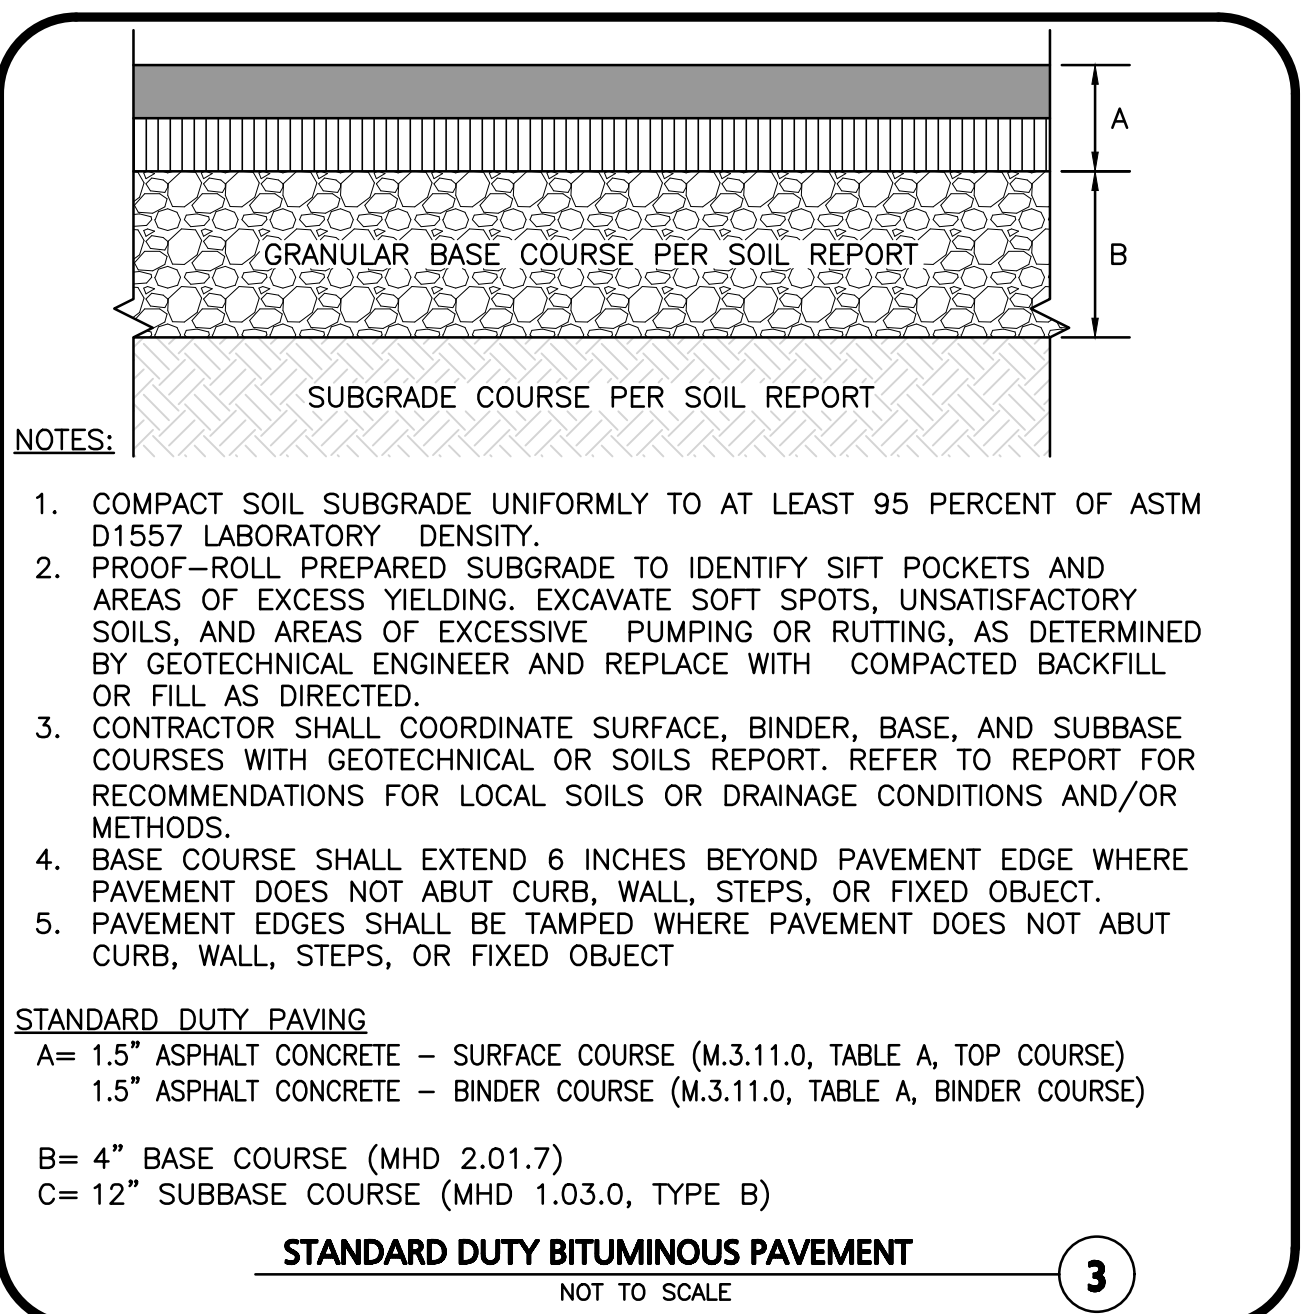 A
GRANULAR BASE COURSE PER SOIL REPORT
B
SUBGRADE COURSE PER SOIL REPORT
NOTES:
1. COMPACT SOIL SUBGRADE UNIFORMLY TO AT LEAST 95 PERCENT OF ASTM
D1557 LABORATORY DENSITY.
2. PROOF-ROLL PREPARED SUBGRADE TO IDENTIFY SIFT POCKETS AND
AREAS OF EXCESS YIELDING. EXCAVATE SOFT SPOTS, UNSATISFACTORY
SOILS, AND AREAS OF EXCESSIVE PUMPING OR RUTTING, AS DETERMINED
BY GEOTECHNICAL ENGINEER AND REPLACE WITH COMPACTED BACKFILL
OR FILL AS DIRECTED.
3. CONTRACTOR SHALL COORDINATE SURFACE, BINDER, BASE, AND SUBBASE
COURSES WITH GEOTECHNICAL OR SOILS REPORT. REFER TO REPORT FOR
RECOMMENDATIONS FOR LOCAL SOILS OR DRAINAGE CONDITIONS AND/OR
METHODS.
4. BASE COURSE SHALL EXTEND 6 INCHES BEYOND PAVEMENT EDGE WHERE
PAVEMENT DOES NOT ABUT CURB, WALL, STEPS, OR FIXED OBJECT.
5. PAVEMENT EDGES SHALL BE TAMPED WHERE PAVEMENT DOES NOT ABUT
CURB, WALL, STEPS, OR FIXED OBJECT
STANDARD DUTY PAVING
A= 1.5” ASPHALT CONCRETE – SURFACE COURSE (M.3.11.0, TABLE A, TOP COURSE)
1.5” ASPHALT CONCRETE – BINDER COURSE (M.3.11.0, TABLE A, BINDER COURSE)
B= 4” BASE COURSE (MHD 2.01.7)
C= 12” SUBBASE COURSE (MHD 1.03.0, TYPE B)
STANDARD DUTY BITUMINOUS PAVEMENT
3
NOT TO SCALE